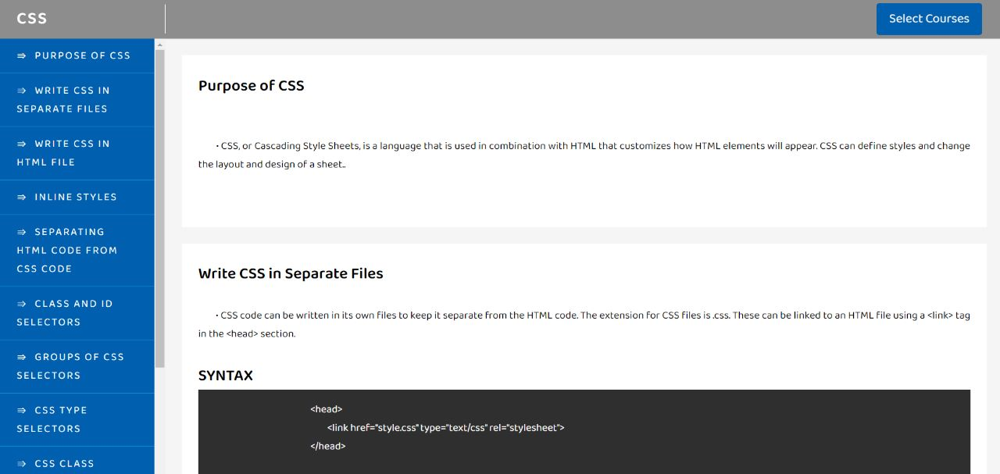 CSS
Select Courses
⇛ PURPOSE OF CSS
⇛ WRITE CSS IN
SEPARATE FILES
⇛ WRITE CSS IN
HTML FILE
⇛ INLINE STYLES
⇛ SEPARATING
HTML CODE FROM
CSS CODE
⇛ CLASS AND ID
SELECTORS
⇛ GROUPS OF CSS
SELECTORS
⇛ CSS TYPE
SELECTORS
⇛ CSS CLASS
Purpose of CSS
• CSS, or Cascading Style Sheets, is a language that is used in combination with HTML that customizes how HTML elements will appear. CSS can define styles and change
the layout and design of a sheet..
Write CSS in Separate Files
• CSS code can be written in its own files to keep it separate from the HTML code. The extension for CSS files is .css. These can be linked to an HTML file using a <link> tag
in the <head> section.
SYNTAX
<head>
<link href="style.css" type="text/css" rel="stylesheet">
</head>